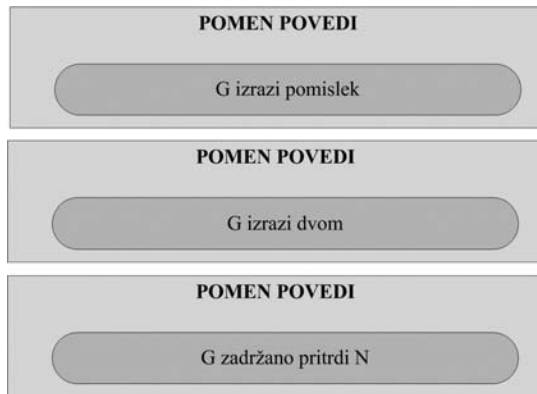 POMEN POVEDI
G izrazi pomislek
POMEN POVEDI
G izrazi dvom
POMEN POVEDI
G zadržano pritrdi N